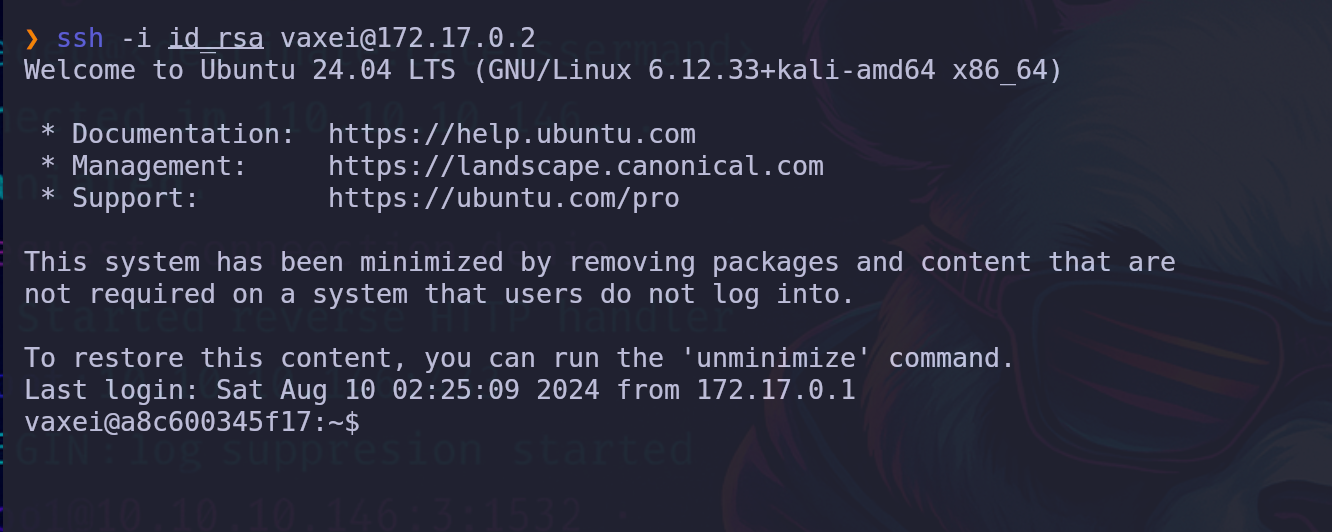 ❯ ssh -i id_rsa vaxei@172.17.0.2
Welcome to Ubuntu 24.04 LTS (GNU/Linux 6.12.33+kali-amd64 x86_64)
 * Documentation:  https://help.ubuntu.com
 * Management:     https://landscape.canonical.com
 * Support:        https://ubuntu.com/pro
This system has been minimized by removing packages and content that are
not required on a system that users do not log into.
To restore this content, you can run the 'unminimize' command.
Last login: Sat Aug 10 02:25:09 2024 from 172.17.0.1
vaxei@a8c600345f17:~$